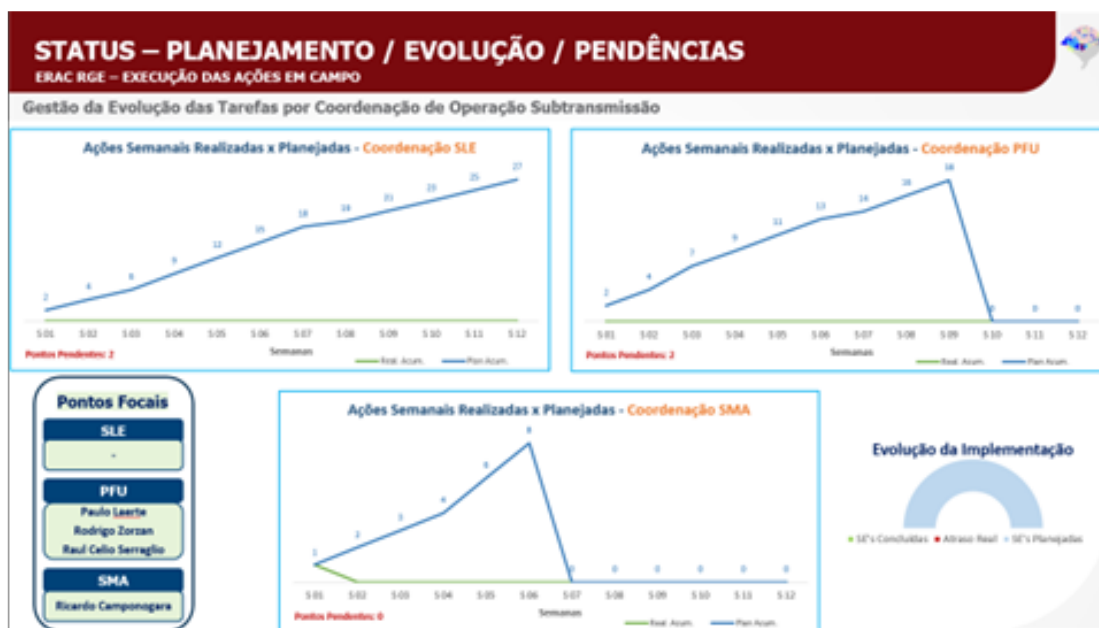 STATUS – PLANEJAMENTO / EVOLUÇÃO / PENDÊNCIAS
ERAC RGE – EXECUÇÃO DAS AÇÕES EM CAMPO
Gestão da Evolução das Tarefas por Coordenação de Operação Subtransmissão
Ações Semanais Realizadas x Planejadas - Coordenação SLE
2 4 6 9 12 15 18 19 21 23 25 27
S 01 S 02 S 03 S 04 S 05 S 06 S 07 S 08 S 09 S 10 S 11 S 12
Semanas
Pontos Pendentes: 2
Real. Acum. Plan Acum.
Ações Semanais Realizadas x Planejadas - Coordenação PFU
2 4 7 9 11 13 14 16 18 0 0 0
S 01 S 02 S 03 S 04 S 05 S 06 S 07 S 08 S 09 S 10 S 11 S 12
Semanas
Pontos Pendentes: 2
Real. Acum. Plan Acum.
Pontos Focais
SLE
-
PFU
Paulo Laerte
Rodrigo Zorzan
Raul Celio Serraglio
SMA
Ricardo Camponogara
Ações Semanais Realizadas x Planejadas - Coordenação SMA
1 2 3 4 6 8 0 0 0 0 0 0
S 01 S 02 S 03 S 04 S 05 S 06 S 07 S 08 S 09 S 10 S 11 S 12
Semanas
Pontos Pendentes: 0
Real. Acum. Plan Acum.
Evolução da Implementação
SE's Concluídas Atraso Real SE's Planejadas